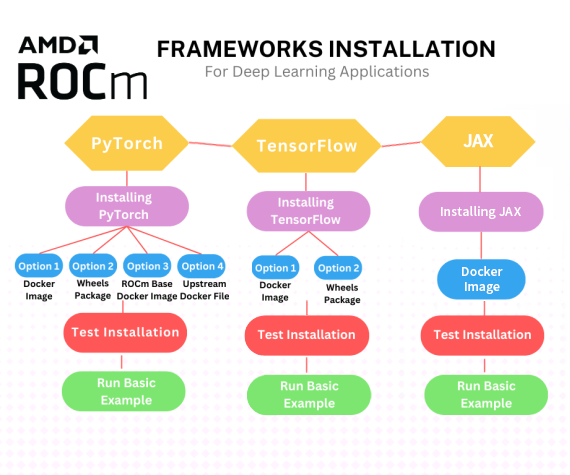 AMD
ROCm
FRAMEWORKS INSTALLATION
For Deep Learning Applications
PyTorch
TensorFlow
JAX
Installing
PyTorch
Installing
TensorFlow
Installing JAX
Option 1
Option 2
Option 3
Option 4
Docker
Image
Wheels
Package
ROCm Base
Docker Image
Upstream
Docker File
Option 1
Option 2
Docker
Image
Wheels
Package
Docker
Image
Test Installation
Test Installation
Test Installation
Run Basic
Example
Run Basic
Example
Run Basic
Example